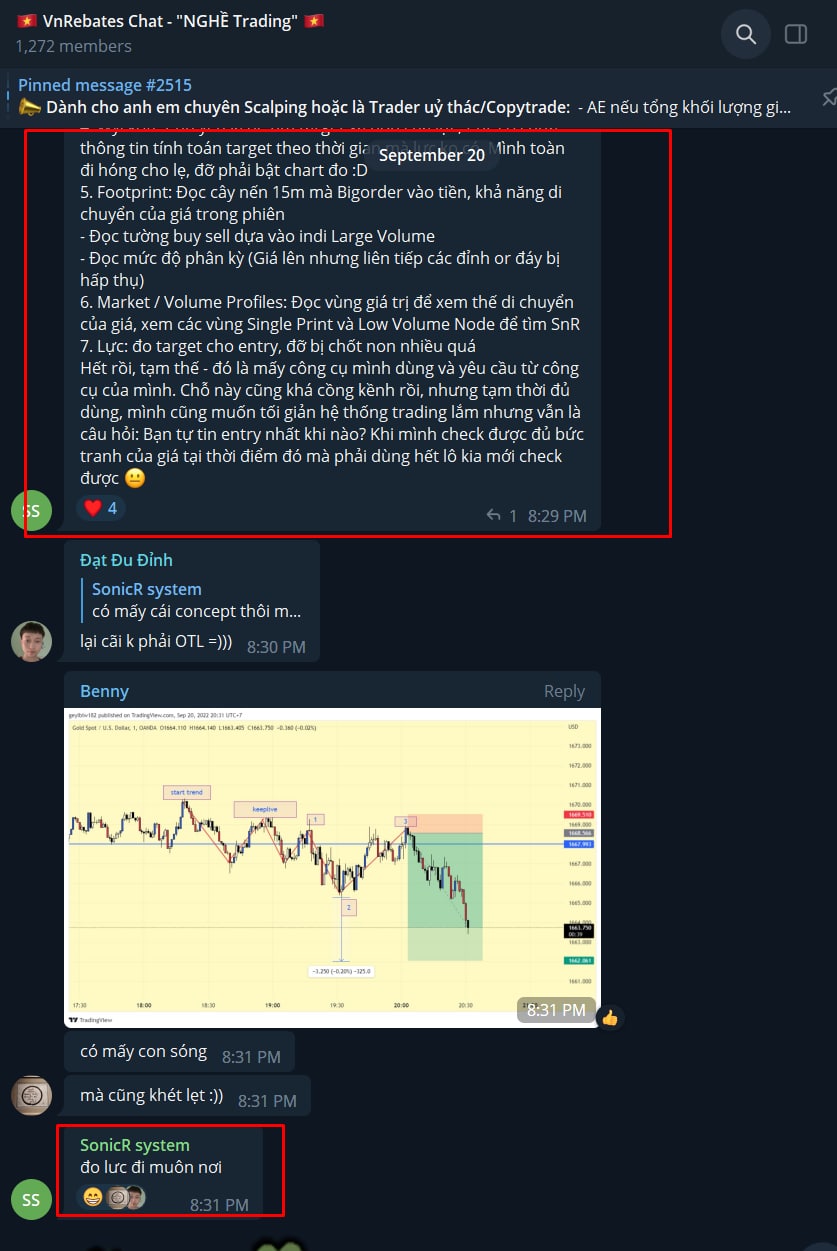 VnRebates Chat - "NGHỀ Trading"
1,272 members
Pinned message #2515
Dành cho anh em chuyên Scalping hoặc là Trader uỷ thác/Copytrade: - AE nếu tổng khối lượng gi...
September 20
thông tin tính toán target theo thời gian mà lực ko có. Mình toàn
đi hóng cho lẹ, đỡ phải bật chart đo :D
5. Footprint: Đọc cây nến 15m mà Bigorder vào tiền, khả năng di
chuyển của giá trong phiên
- Đọc tường buy sell dựa vào indi Large Volume
- Đọc mức độ phân kỳ (Giá lên nhưng liên tiếp các đỉnh or đáy bị
hấp thụ)
6. Market / Volume Profiles: Đọc vùng giá trị để xem thế di chuyển
của giá, xem các vùng Single Print và Low Volume Node để tìm SnR
7. Lực: đo target cho entry, đỡ bị chốt non nhiều quá
Hết rồi, tạm thế - đó là mấy công cụ mình dùng và yêu cầu từ công
cụ của mình. Chỗ này cũng khá cồng kềnh rồi, nhưng tạm thời đủ
dùng, mình cũng muốn tối giản hệ thống trading lắm nhưng vẫn là
câu hỏi: Bạn tự tin entry nhất khi nào? Khi mình check được đủ bức
tranh của giá tại thời điểm đó mà phải dùng hết lô kia mới check
được
4
1 8:29 PM
SS
Đạt Đu Đỉnh
SonicR system
có mấy cái concept thôi m...
lại cãi k phải OTL =))) 8:30 PM
Benny Reply
geylblw182 published on TradingView.com, Sep 20, 2022 20:31 UTC+7
Gold Spot / U.S. Dollar, 1, OANDA O1664.110 H1664.140 L1663.405 C1663.750 −0.360 (−0.02%)
USD
1673.000
1672.000
1671.000
1670.000
1669.510
1669.000
1668.566
1667.993
1667.000
1666.000
1665.000
1664.000
1663.750
00:39
1663.000
1662.061
1661.000
start trend
keeplive
1
3
2
−3.250 (−0.20%) −325.0
17:30 18:00 18:30 19:00 19:30 20:00 20:30
TradingView
8:31 PM
có mấy con sóng 8:31 PM
mà cũng khét lẹt :)) 8:31 PM
SonicR system
đo lực đi muôn nơi
8:31 PM
SS